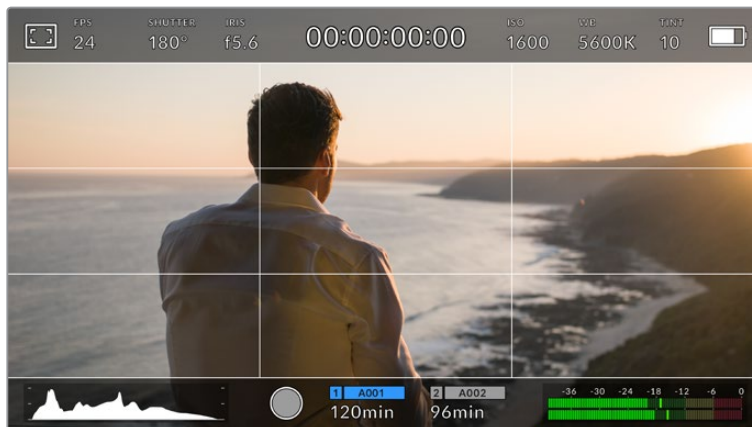 FPS SHUTTER IRIS ISO WB TINT
24 180° f5.6 00:00:00:00 1600 5600K 10
1 A001 2 A002 -36 -30 -24 -18 -12 -6 0
120min 96min